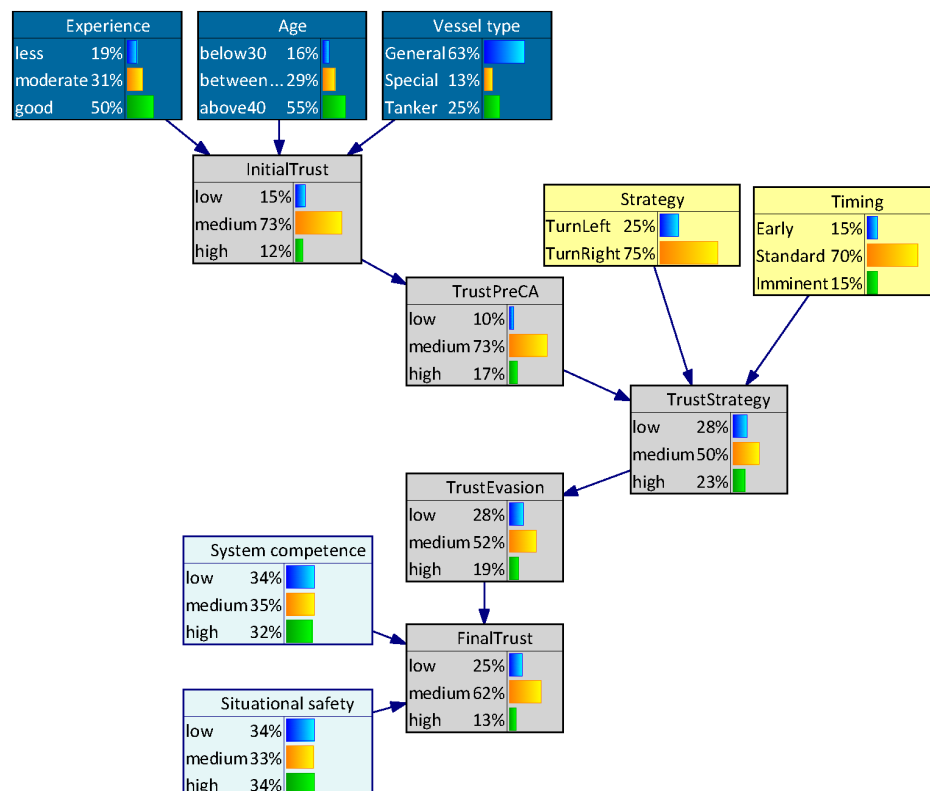 Experience
less 19%
moderate 31%
good 50%
Age
below30 16%
between ... 29%
above40 55%
Vessel type
General 63%
Special 13%
Tanker 25%
InitialTrust
low 15%
medium 73%
high 12%
Strategy
TurnLeft 25%
TurnRight 75%
Timing
Early 15%
Standard 70%
Imminent 15%
TrustPreCA
low 10%
medium 73%
high 17%
TrustStrategy
low 28%
medium 50%
high 23%
TrustEvasion
low 28%
medium 52%
high 19%
System competence
low 34%
medium 35%
high 32%
FinalTrust
low 25%
medium 62%
high 13%
Situational safety
low 34%
medium 33%
high 34%